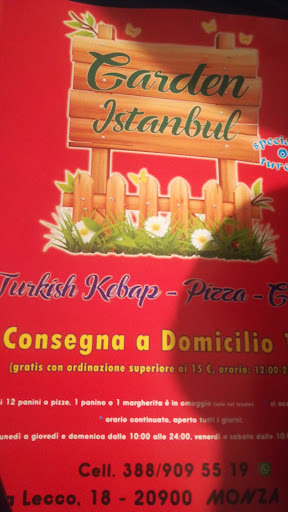 Garden
Istanbul
Turkish Kebap - Pizza -
Consegna a Domicilio
(gratis con ordinazione superiore ai 15 €, orario: 12:00-2
12 panini a pizze, 1 panino o 1 margherita è in omaggio
orario continuato, aperto tutti i giorni:
unedì a giovedì e domenica dalle 10:00 alle 24:00, venerdì e sabato dalle 10:0
Cell. 388/909 55 19
Lecco, 18 - 20900 MONZA